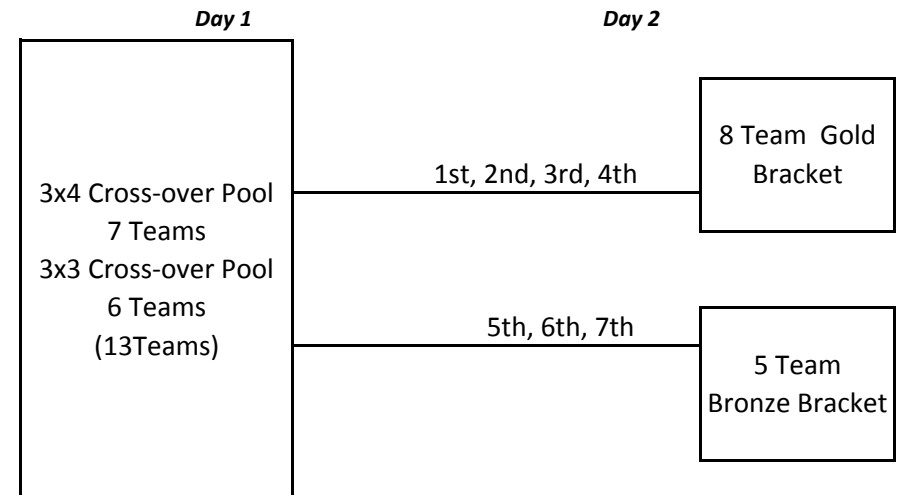 Day 1
Day 2
3x4 Cross-over Pool
7 Teams
3x3 Cross-over Pool
6 Teams
(13Teams)
1st, 2nd, 3rd, 4th
8 Team  Gold
Bracket
5th, 6th, 7th
5 Team
Bronze Bracket